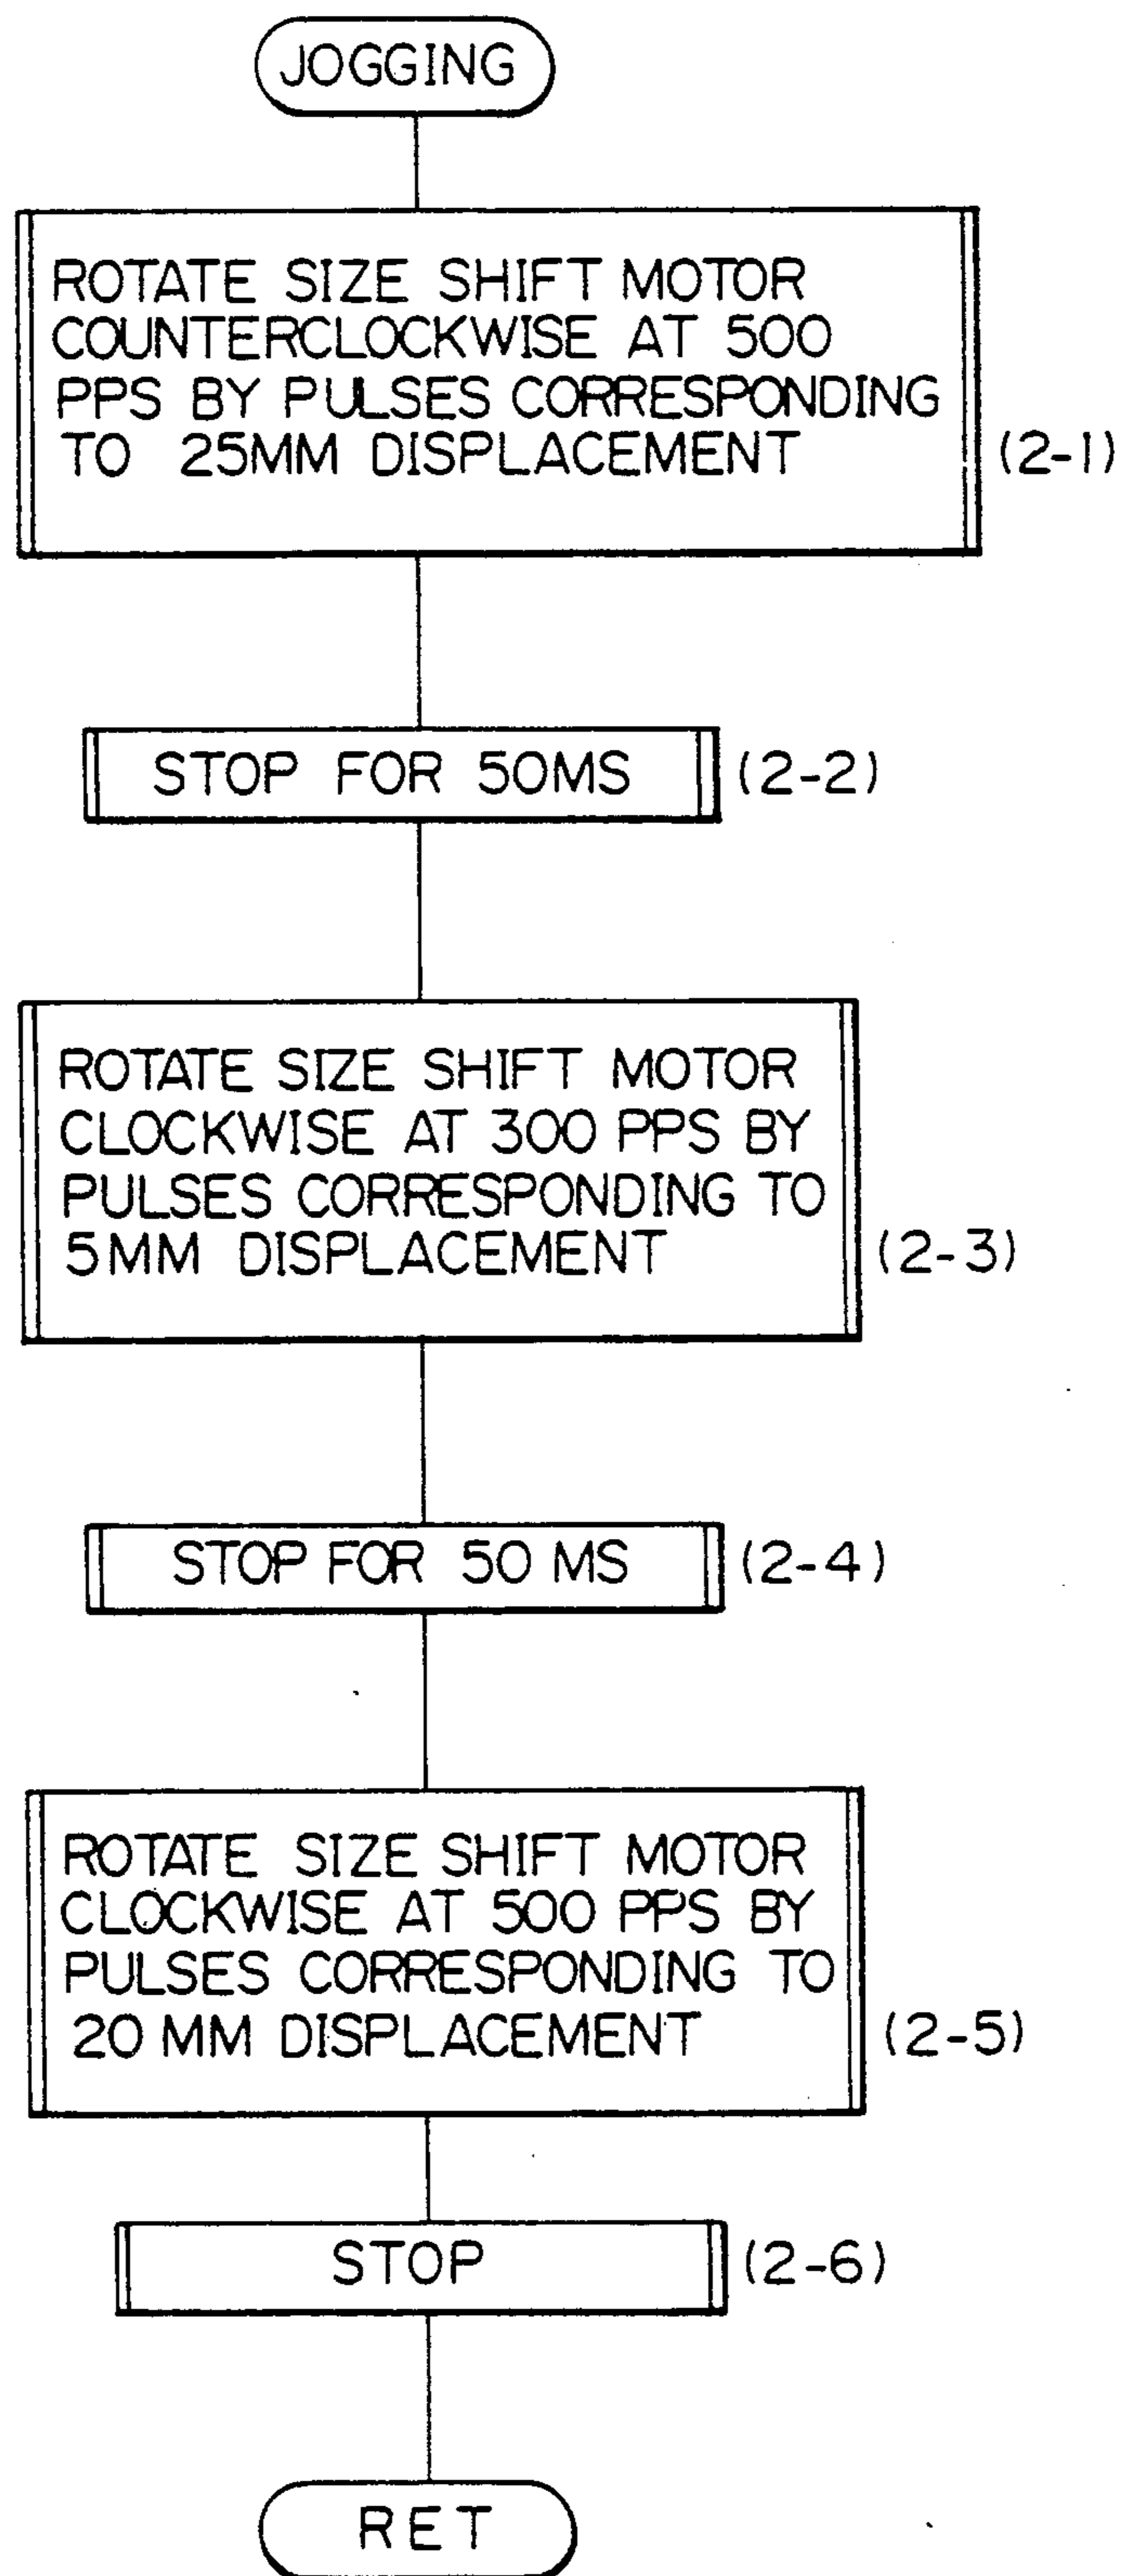 JOGGING
ROTATE SIZE SHIFT MOTOR
COUNTERCLOCKWISE AT 500
PPS BY PULSES CORRESPONDING
TO 25MM DISPLACEMENT
(2-1)
STOP FOR 50MS
(2-2)
ROTATE SIZE SHIFT MOTOR
CLOCKWISE AT 300 PPS BY
PULSES CORRESPONDING TO
5MM DISPLACEMENT
(2-3)
STOP FOR 50 MS
(2-4)
ROTATE SIZE SHIFT MOTOR
CLOCKWISE AT 500 PPS BY
PULSES CORRESPONDING TO
20 MM DISPLACEMENT
(2-5)
STOP
(2-6)
RET